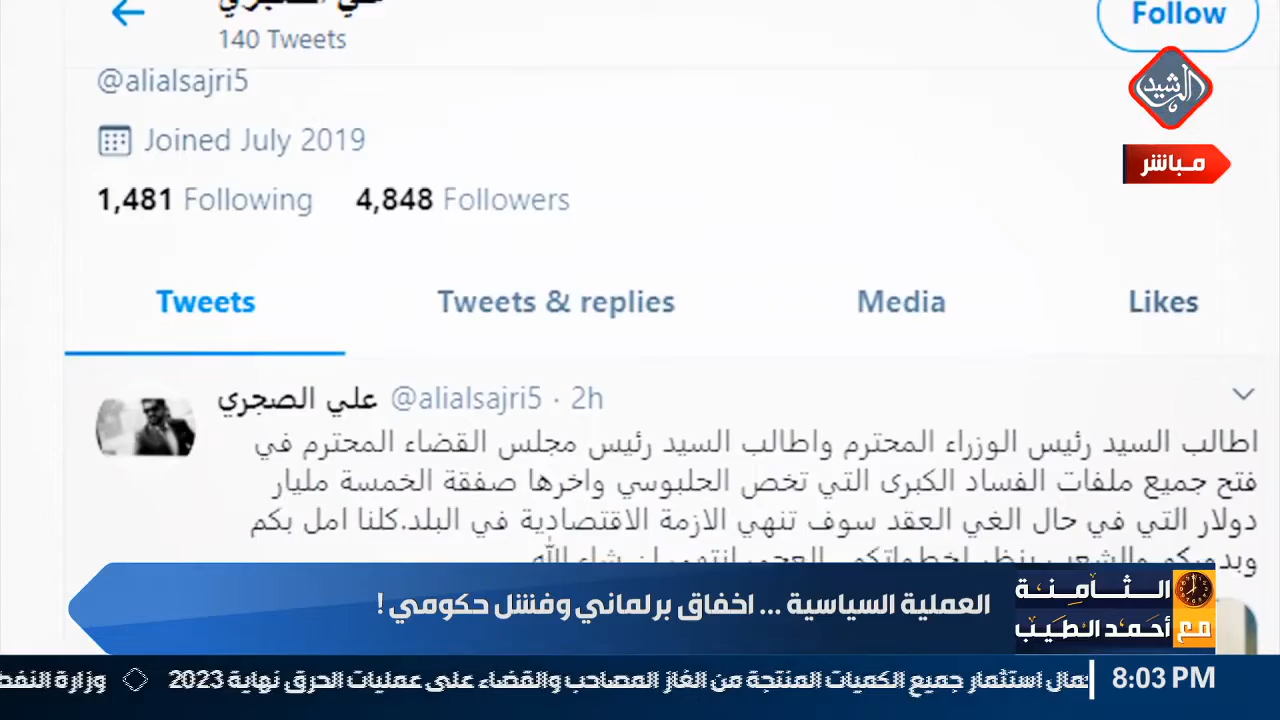 140 Tweets
Follow
@alialsajri5
Joined July 2019
1,481 Following 4,848 Followers
الرشيد
مباشر
Tweets Tweets & replies Media Likes
علي الصجري @alialsajri5 · 2h
اطالب السيد رئيس الوزراء المحترم واطالب السيد رئيس مجلس القضاء المحترم في
فتح جميع ملفات الفساد الكبرى التي تخص الحلبوسي واخرها صفقة الخمسة مليار
دولار التي في حال الغي العقد سوف تنهي الازمة الاقتصادية في البلد.كلنا امل بكم
العملية السياسية ... اخفاق برلماني وفشل حكومي !
الثامنة
مع أحمد الطيب
استثمار جميع الكميات المنتجة من الغاز المصاحب والقضاء على عمليات الحرق نهاية 2023 ◇ وزارة
8:03 PM